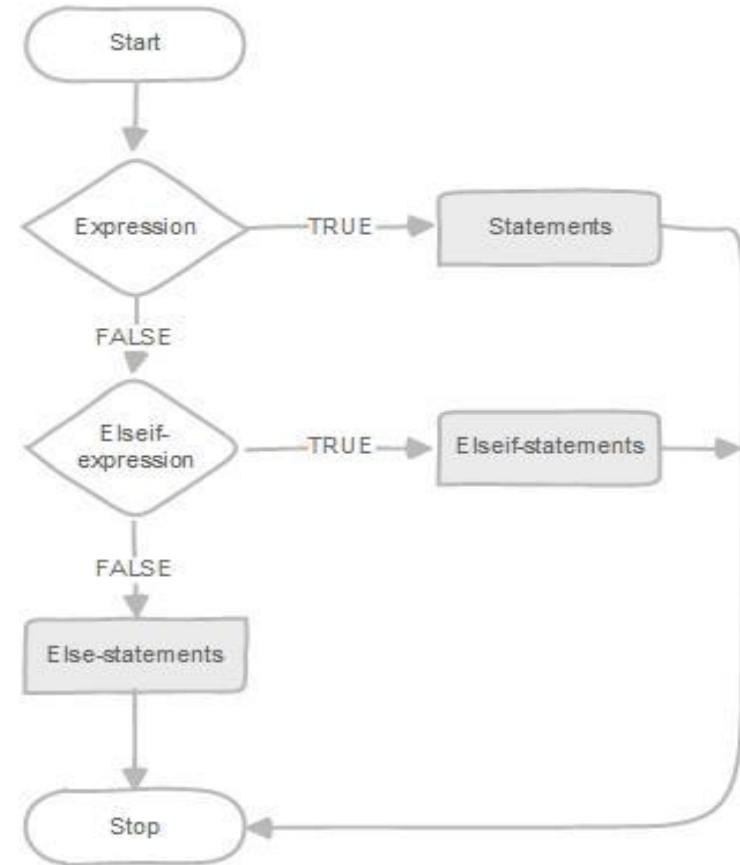 Start
Expression
TRUE
Statements
FALSE
Elseif-
expression
TRUE
Elseif-statements
FALSE
Else-statements
Stop